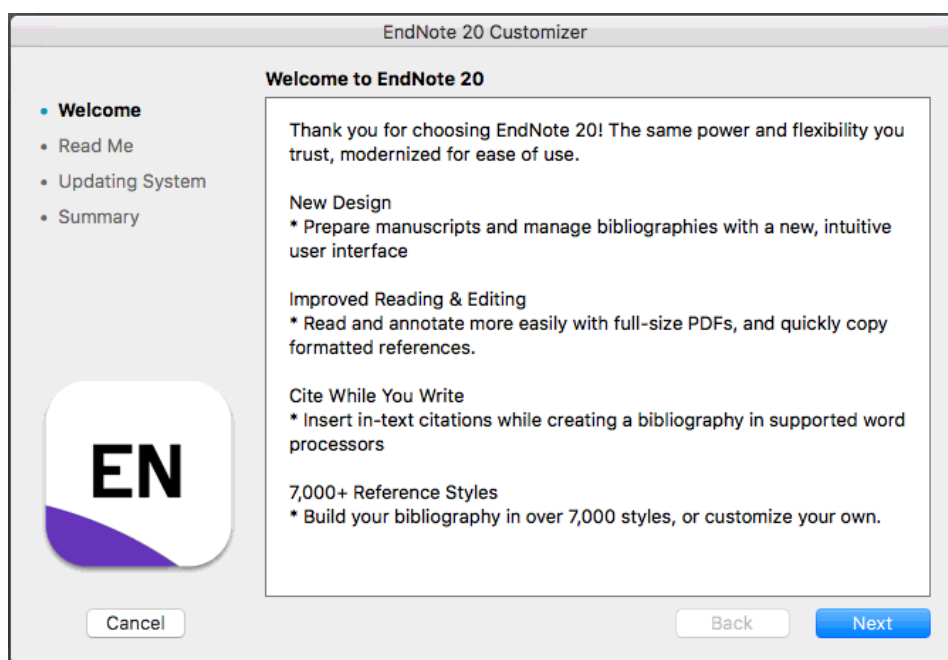 EndNote 20 Customizer
Welcome to EndNote 20
• Welcome
• Read Me
• Updating System
• Summary
Thank you for choosing EndNote 20! The same power and flexibility you
trust, modernized for ease of use.
New Design
* Prepare manuscripts and manage bibliographies with a new, intuitive
user interface
Improved Reading & Editing
* Read and annotate more easily with full-size PDFs, and quickly copy
formatted references.
Cite While You Write
* Insert in-text citations while creating a bibliography in supported word
processors
7,000+ Reference Styles
* Build your bibliography in over 7,000 styles, or customize your own.
EN
Cancel
Back
Next